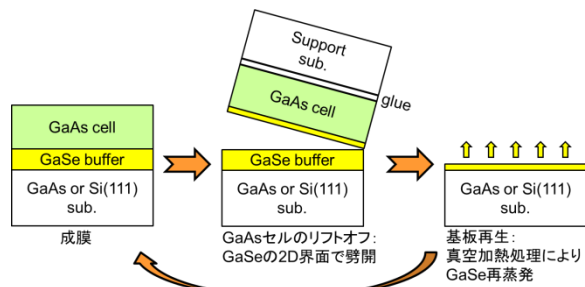 Support
sub.
glue
GaAs cell
GaAs cell
GaSe buffer
GaAs or Si(111)
sub.
成膜
GaSe buffer
GaAs or Si(111)
sub.
GaAsセルのリフトオフ:
GaSeの2D界面で劈開
GaAs or Si(111)
sub.
基板再生:
真空加熱処理により
GaSe再蒸発